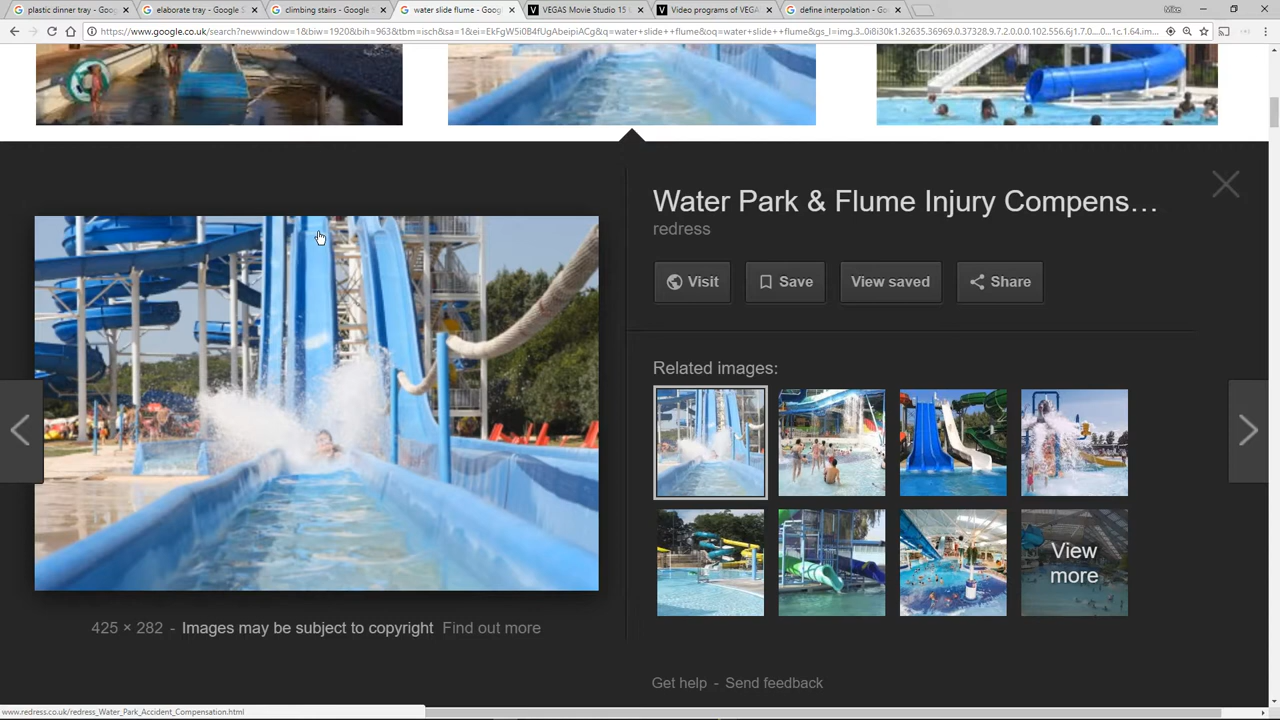 plastic dinner tray - Goog
elaborate tray - Google S
climbing stairs - Google S
water slide flume - Goog
VEGAS Movie Studio 15
Video programs of VEGAS
define interpolation - Go
Mike
https://www.google.co.uk/search?newwindow=1&biw=1920&bih=963&tbm=isch&sa=1&ei=EkFgW5i0B4fUgAbeipiACg&q=water+slide++flume&oq=water+slide++flume&gs_l=img.3..0i8i30k1.32635.36969.0.37328.9.7.2.0.0.0.102.556.6j1.7.0....0...1c.1.64.im...
Water Park & Flume Injury Compens...
redress
Visit
Save
View saved
Share
Related images:
View
more
425 × 282 - Images may be subject to copyright Find out more
Get help - Send feedback
www.redress.co.uk/redress_Water_Park_Accident_Compensation.html